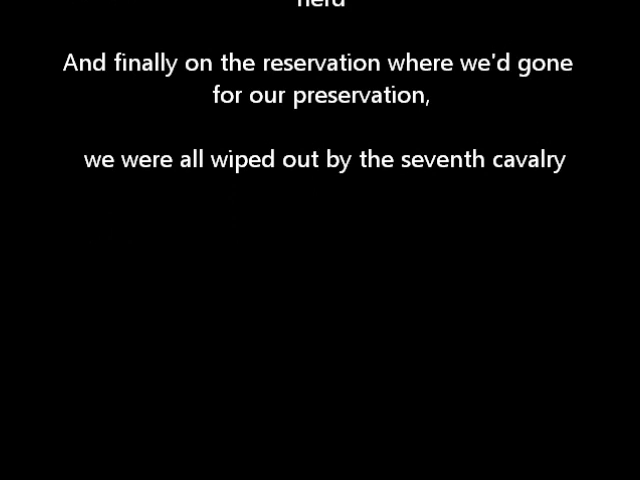 And finally on the reservation where we'd gone
for our preservation,
we were all wiped out by the seventh cavalry